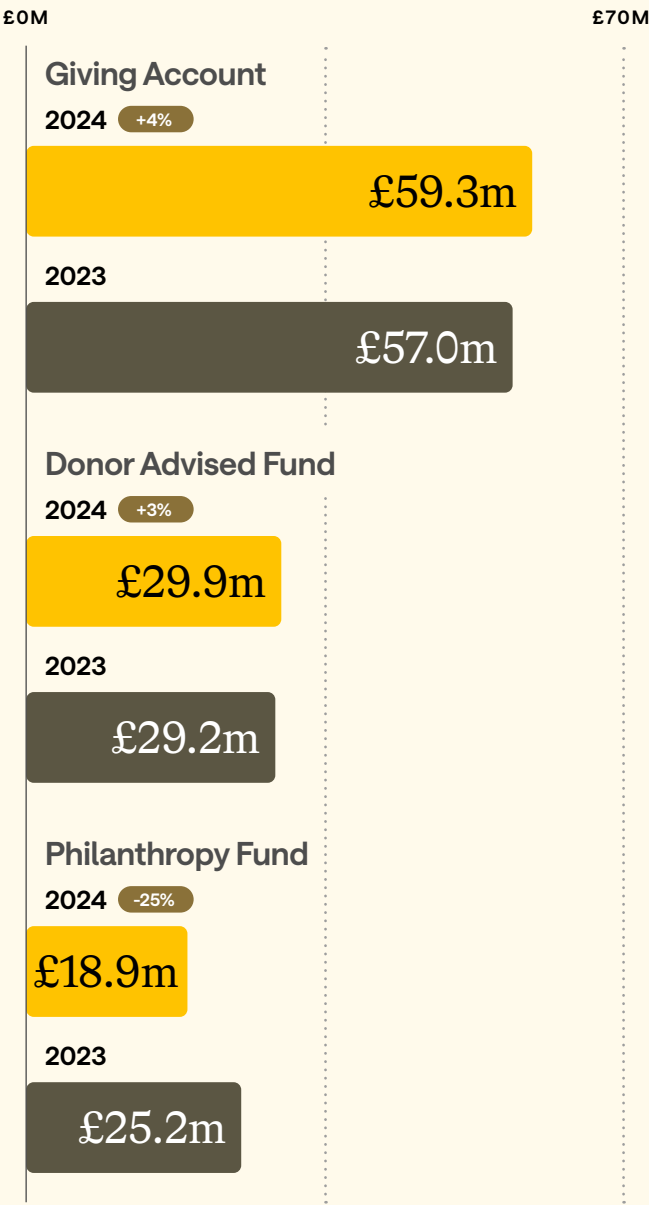 £0M £70M
Giving Account
2024 +4%
£59.3m
2023
£57.0m
Donor Advised Fund
2024 +3%
£29.9m
2023
£29.2m
Philanthropy Fund
2024 -25%
£18.9m
2023
£25.2m